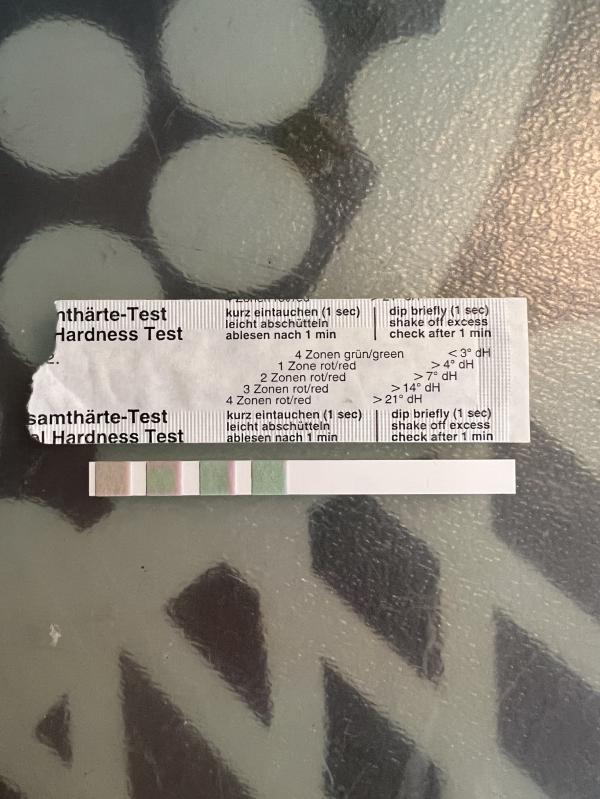 nthärte-Test
Hardness Test
kurz eintauchen (1 sec)
leicht abschütteln
ablesen nach 1 min
dip briefly (1 sec)
shake off excess
check after 1 min
4 Zonen grün/green < 3° dH
1 Zone rot/red > 4° dH
2 Zonen rot/red > 7° dH
3 Zonen rot/red > 14° dH
4 Zonen rot/red > 21° dH
samthärte-Test
Hardness Test
kurz eintauchen (1 sec)
leicht abschütteln
ablesen nach 1 min
dip briefly (1 sec)
shake off excess
check after 1 min